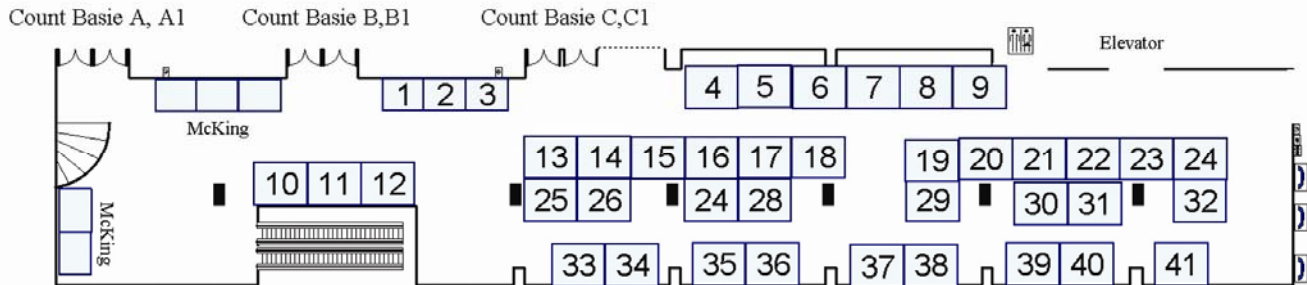 Count Basie A, A1 Count Basie B,B1 Count Basie C,C1
Elevator
4 5 6 7 8 9
1 2 3
McKing
13 14 15 16 17 18 19 20 21 22 23 24
10 11 12
25 26 24 28 29 30 31 32
McKing
33 34 35 36 37 38 39 40 41